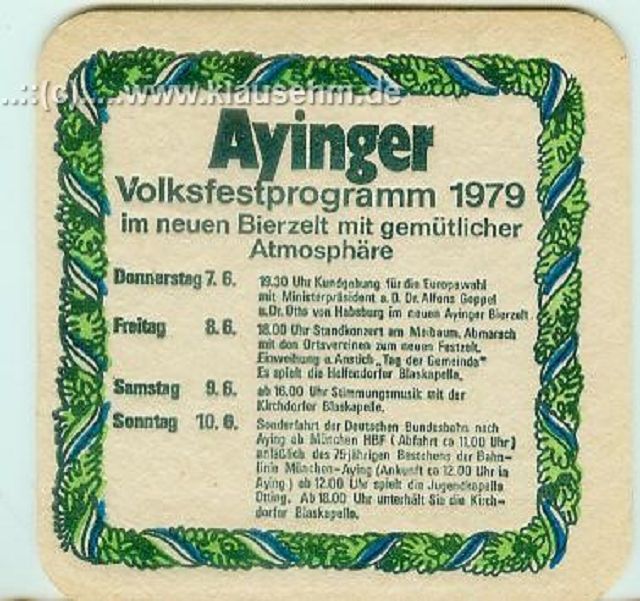 ...::(c)......www.klausehm.de
Ayinger
Volksfestprogramm 1979
im neuen Bierzelt mit gemütlicher
Atmosphäre
Donnerstag 7. 6. 19.30 Uhr Kundgebung für die Europawahl
mit Ministerpräsident a. D. Dr. Alfons Goppel
u. Dr. Otto von Habsburg im neuen Ayinger Bierzelt.
Freitag 8. 6. 18.00 Uhr Standkonzert am Maibaum, Abmarsch
mit den Ortsvereinen zum neuen Festzelt.
Einweihung u. Anstich „Tag der Gemeinde"
Es spielt die Helfendorfer Blaskapelle.
Samstag 9. 6. ab 16.00 Uhr Stimmungsmusik mit der
Kirchdorfer Blaskapelle.
Sonntag 10. 6. Sonderfahrt der Deutschen Bundesbahn nach
Aying ab München HBF (Abfahrt ca 11.00 Uhr)
anläßlich des 75jährigen Bestehens der Bahn-
linie München-Aying (Ankunft ca 12.00 Uhr in
Aying) ab 12.00 Uhr spielt die Jugendkapelle
Otting. Ab 18.00 Uhr unterhält Sie die Kirch-
dorfer Blaskapelle.